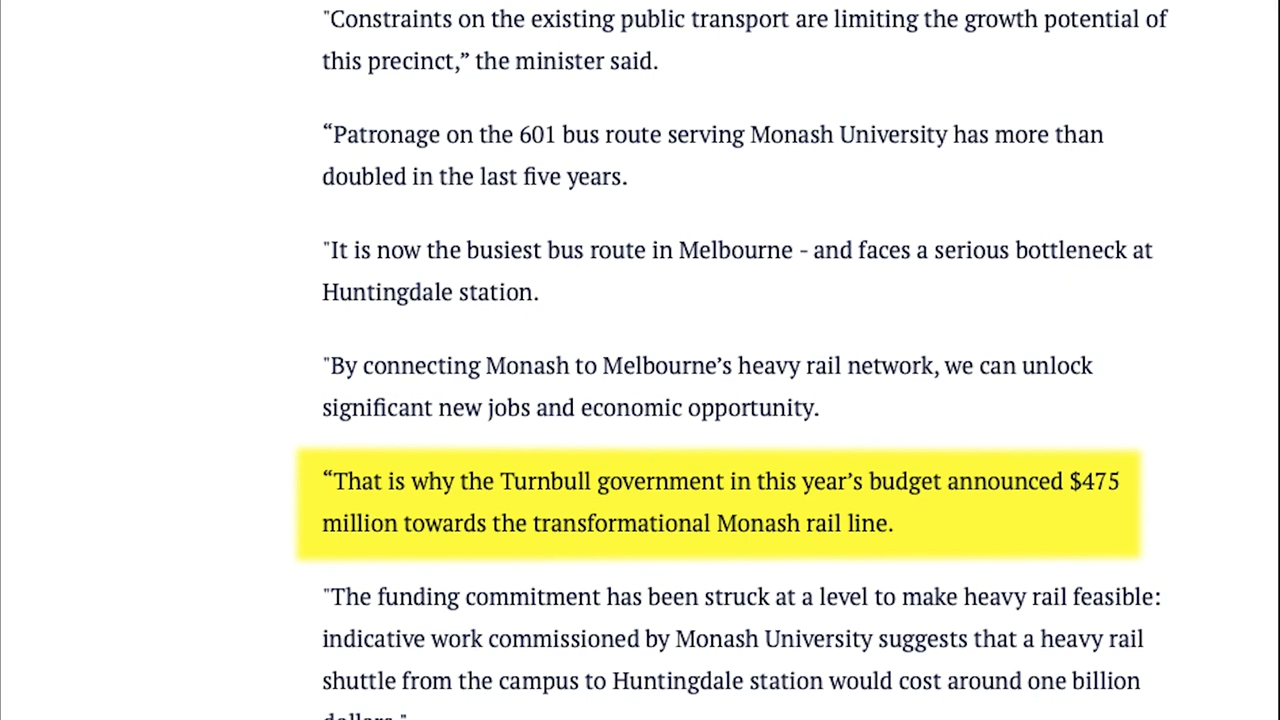 "Constraints on the existing public transport are limiting the growth potential of
this precinct,” the minister said.
“Patronage on the 601 bus route serving Monash University has more than
doubled in the last five years.
"It is now the busiest bus route in Melbourne - and faces a serious bottleneck at
Huntingdale station.
"By connecting Monash to Melbourne’s heavy rail network, we can unlock
significant new jobs and economic opportunity.
“That is why the Turnbull government in this year’s budget announced $475
million towards the transformational Monash rail line.
"The funding commitment has been struck at a level to make heavy rail feasible:
indicative work commissioned by Monash University suggests that a heavy rail
shuttle from the campus to Huntingdale station would cost around one billion
dollars."